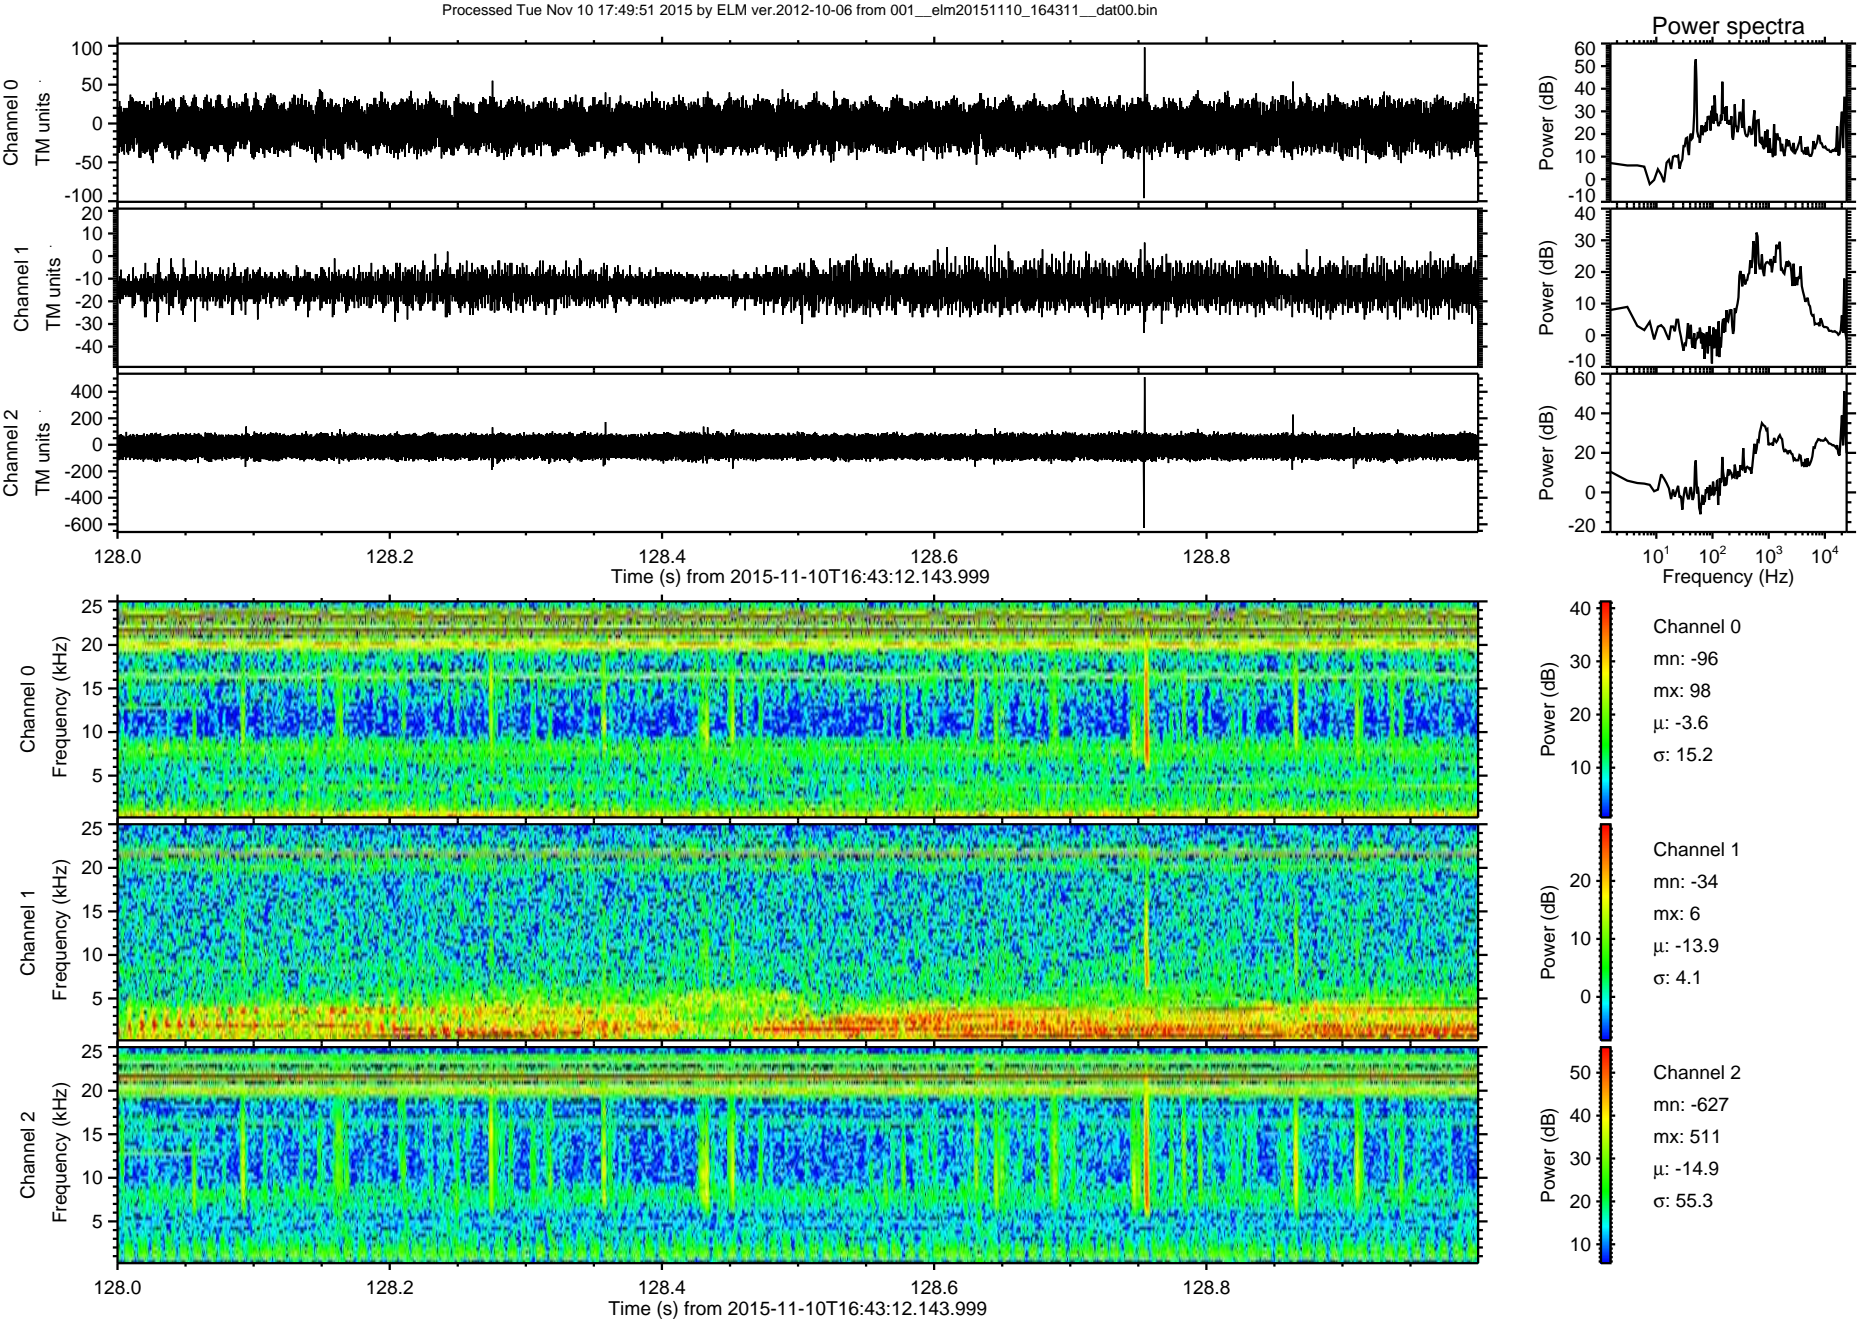 Processed Tue Nov 10 17:49:51 2015 by ELM ver.2012-10-06 from 001__elm20151110_164311__dat00.bin
Power spectra
Channel 0
TM units
100
50
0
-50
-100
Power (dB)
60
50
40
30
20
10
0
-10
Channel 1
TM units
20
10
0
-10
-20
-30
-40
Power (dB)
40
30
20
10
0
-10
Channel 2
TM units
400
200
0
-200
-400
-600
Power (dB)
60
40
20
0
-20
128.0 128.2 128.4 128.6 128.8
Time (s) from 2015-11-10T16:43:12.143.999
10^1 10^2 10^3 10^4
Frequency (Hz)
Channel 0
Frequency (kHz)
25
20
15
10
5
Power (dB)
40
30
20
10
Channel 0
mn: -96
mx: 98
μ: -3.6
σ: 15.2
Channel 1
Frequency (kHz)
25
20
15
10
5
Power (dB)
20
10
0
Channel 1
mn: -34
mx: 6
μ: -13.9
σ: 4.1
Channel 2
Frequency (kHz)
25
20
15
10
5
Power (dB)
50
40
30
20
10
Channel 2
mn: -627
mx: 511
μ: -14.9
σ: 55.3
128.0 128.2 128.4 128.6 128.8
Time (s) from 2015-11-10T16:43:12.143.999